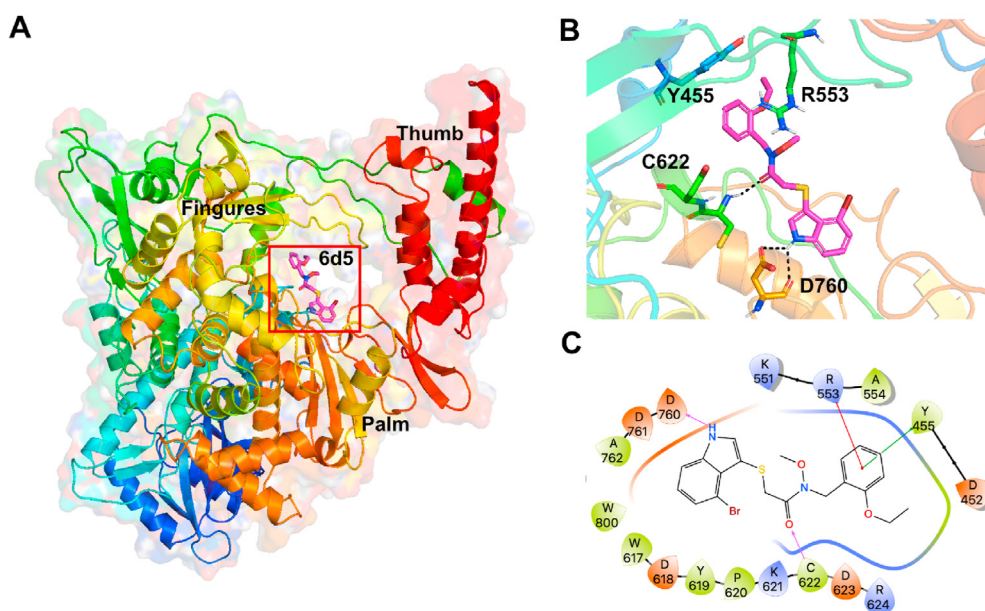 A
Thumb
Fingures
6d5
Palm
B
Y455
R553
C622
D760
C
K
551
R
553
A
554
Y
455
D
452
D
760
D
761
A
762
H
N
S
O
N
O
O
Br
W
800
W
617
D
618
Y
619
P
620
K
621
C
622
D
623
R
624